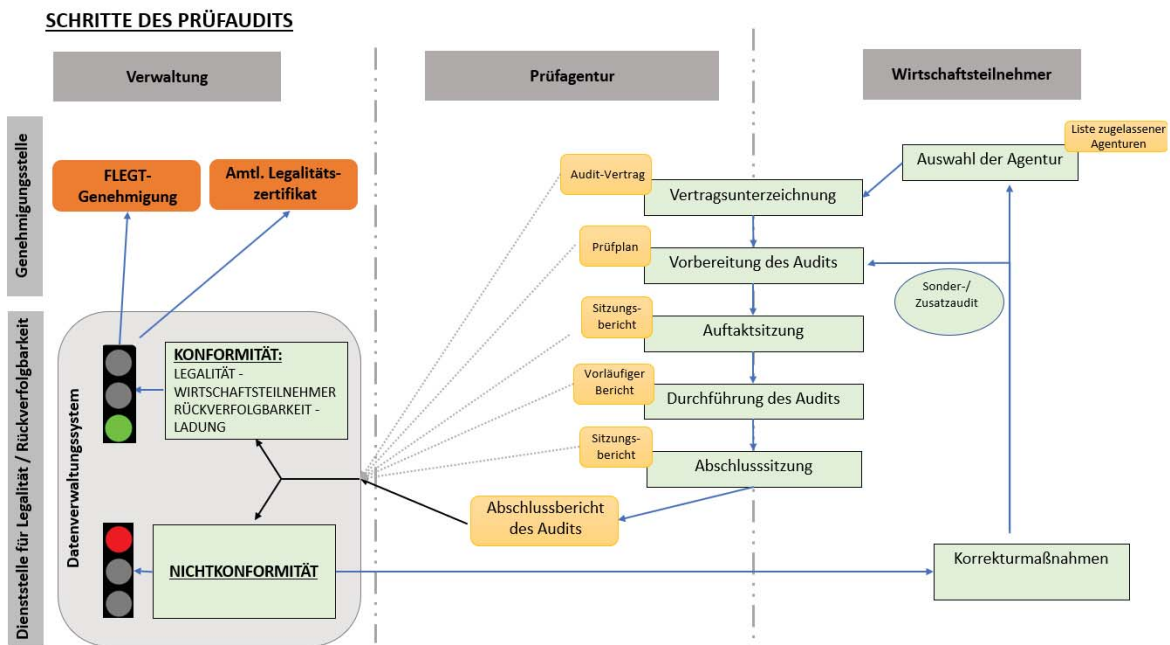 SCHRITTE DES PRÜFAUDITS
Verwaltung
Prüfagentur
Wirtschaftsteilnehmer
Genehmigungsstelle
FLEGT-
Genehmigung
Amtl. Legalitäts-
zertifikat
Audit-Vertrag
Vertragsunterzeichnung
Auswahl der Agentur
Liste zugelassener
Agenturen
Prüfplan
Vorbereitung des Audits
Sonder-/
Zusatzaudit
Dienststelle für Legalität / Rückverfolgbarkeit
Datenverwaltungssystem
KONFORMITÄT:
LEGALITÄT -
WIRTSCHAFTSTEILNEHMER
RÜCKVERFOLGBARKEIT -
LADUNG
Sitzungs-
bericht
Auftaktsitzung
Vorläufiger
Bericht
Durchführung des Audits
Sitzungs-
bericht
Abschlusssitzung
Abschlussbericht
des Audits
NICHTKONFORMITÄT
Korrekturmaßnahmen